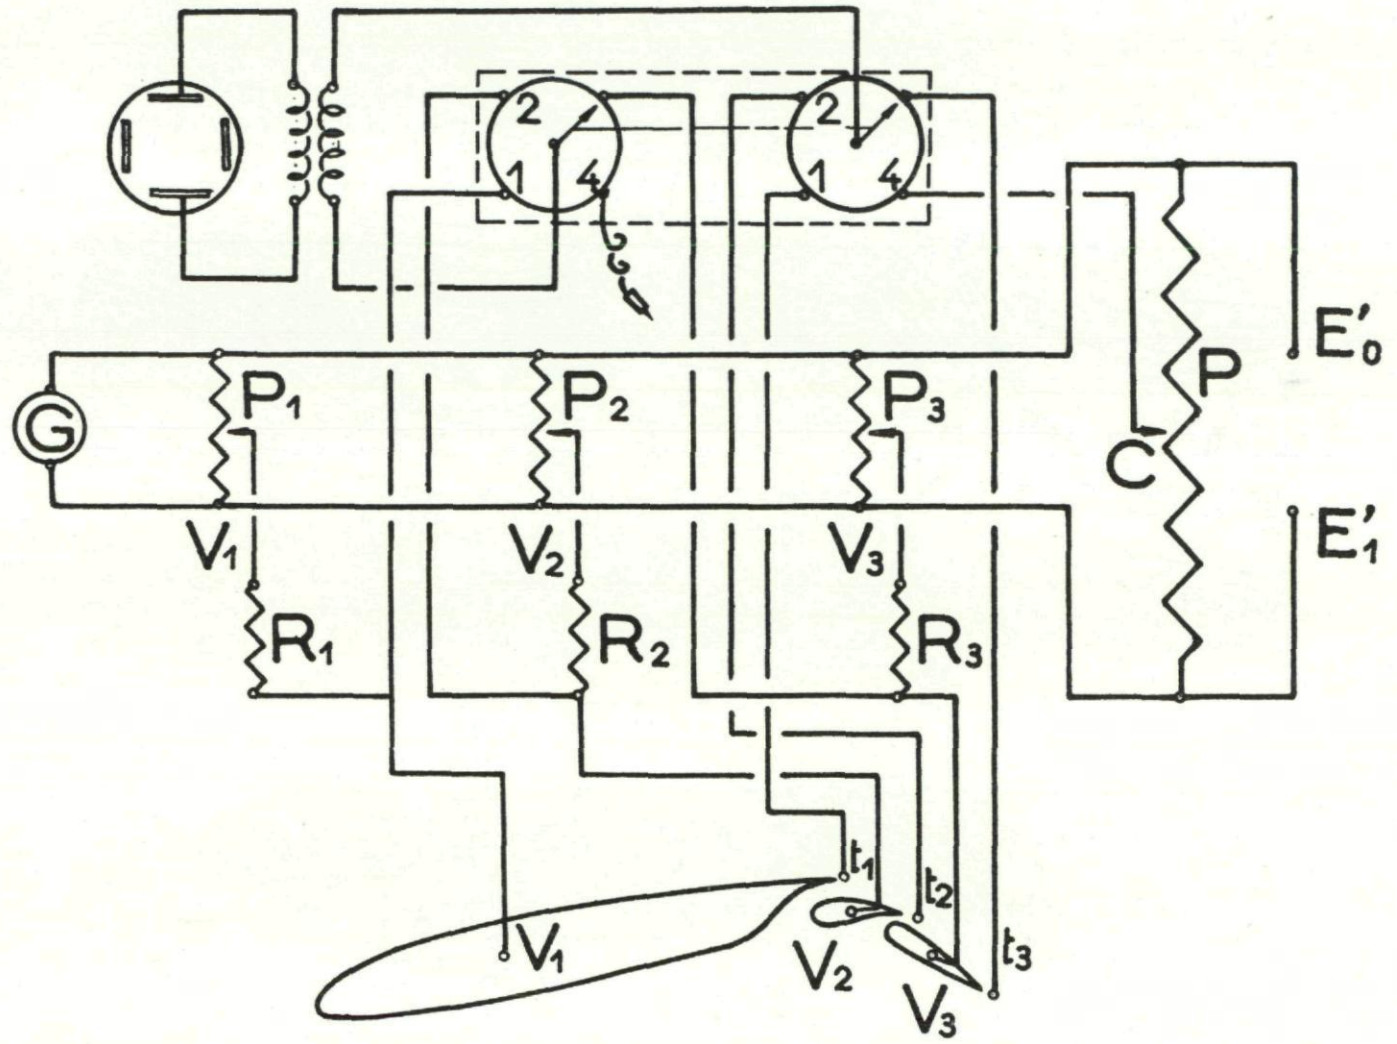 2 2
1 4 1 4
E'₀
P₁ P₂ P₃ P
G
C
V₁ V₂ V₃
E'₁
R₁ R₂ R₃
t₁
t₂
V₁ t₃
V₂
V₃